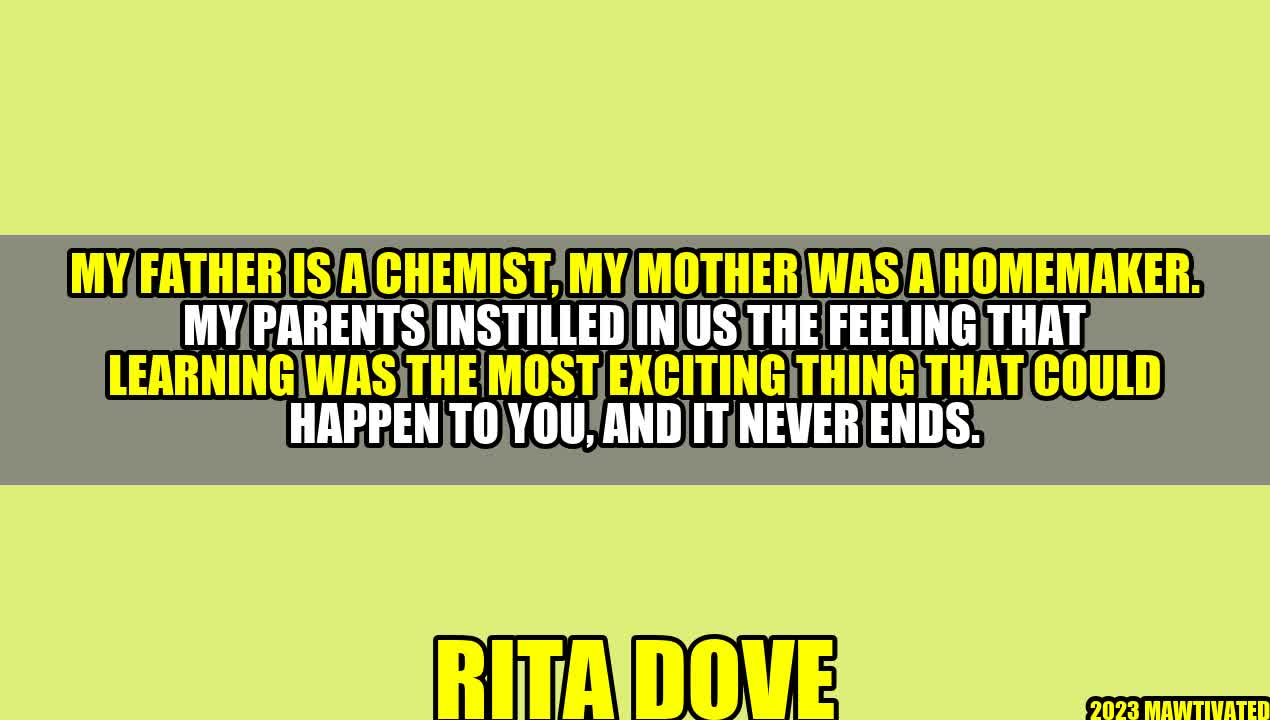 MY FATHER IS A CHEMIST, MY MOTHER WAS A HOMEMAKER.
MY PARENTS INSTILLED IN US THE FEELING THAT
LEARNING WAS THE MOST EXCITING THING THAT COULD
HAPPEN TO YOU, AND IT NEVER ENDS.
RITA DOVE
2023 MAWTIVATED